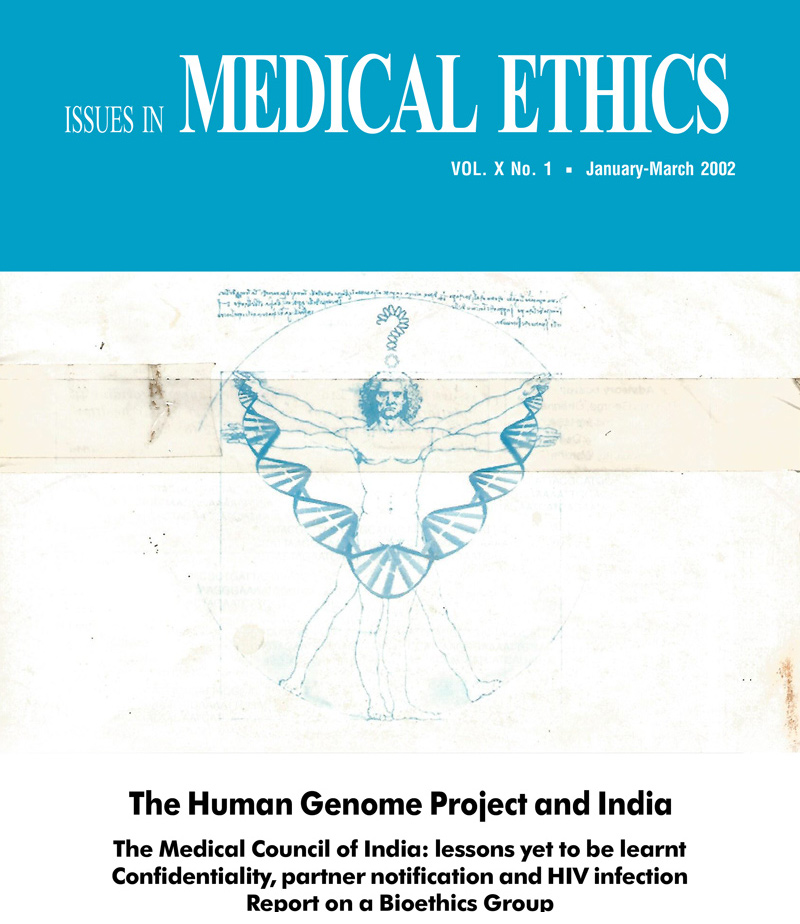 ISSUES IN MEDICAL ETHICS
VOL. X No. 1 ▪ January-March 2002
The Human Genome Project and India
The Medical Council of India: lessons yet to be learnt
Confidentiality, partner notification and HIV infection
Report on a Bioethics Group